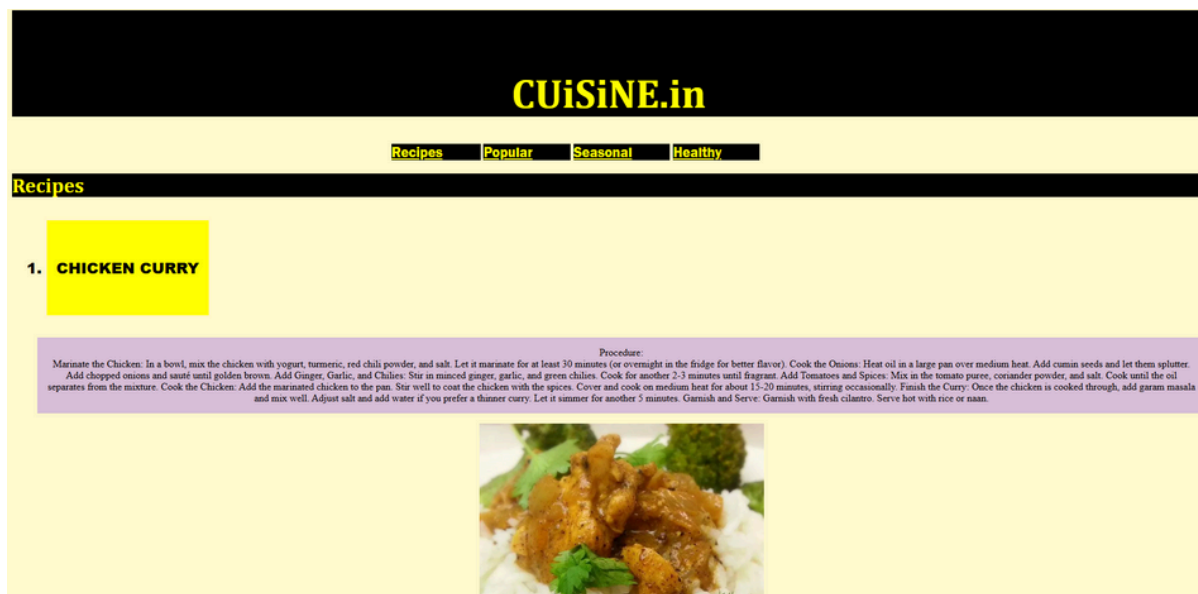 CUiSiNE.in
Recipes Popular Seasonal Healthy
Recipes
1. CHICKEN CURRY
Procedure:
Marinate the Chicken: In a bowl, mix the chicken with yogurt, turmeric, red chili powder, and salt. Let it marinate for at least 30 minutes (or overnight in the fridge for better flavor). Cook the Onions: Heat oil in a large pan over medium heat. Add cumin seeds and let them splutter.
Add chopped onions and sauté until golden brown. Add Ginger, Garlic, and Chilies: Stir in minced ginger, garlic, and green chilies. Cook for another 2-3 minutes until fragrant. Add Tomatoes and Spices: Mix in the tomato puree, coriander powder, and salt. Cook until the oil
separates from the mixture. Cook the Chicken: Add the marinated chicken to the pan. Stir well to coat the chicken with the spices. Cover and cook on medium heat for about 15-20 minutes, stirring occasionally. Finish the Curry: Once the chicken is cooked through, add garam masala
and mix well. Adjust salt and add water if you prefer a thinner curry. Let it simmer for another 5 minutes. Garnish and Serve: Garnish with fresh cilantro. Serve hot with rice or naan.